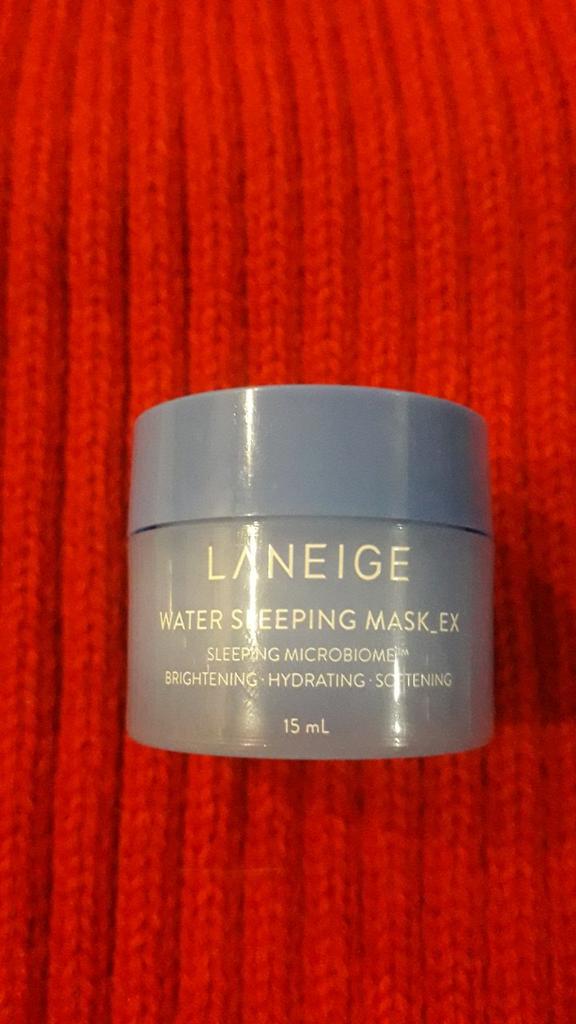 LANEIGE
WATER SLEEPING MASK_EX
SLEEPING MICROBIOME™
BRIGHTENING · HYDRATING · SOFTENING
15 mL